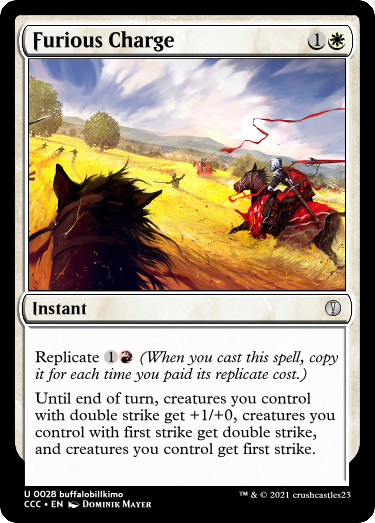 Furious Charge 1
Instant
Replicate 1 (When you cast this spell, copy
it for each time you paid its replicate cost.)
Until end of turn, creatures you control
with double strike get +1/+0, creatures you
control with first strike get double strike,
and creatures you control get first strike.
U 0028 buffalobillkimo
CCC • EN Dominik Mayer
™ & © 2021 crushcastles23